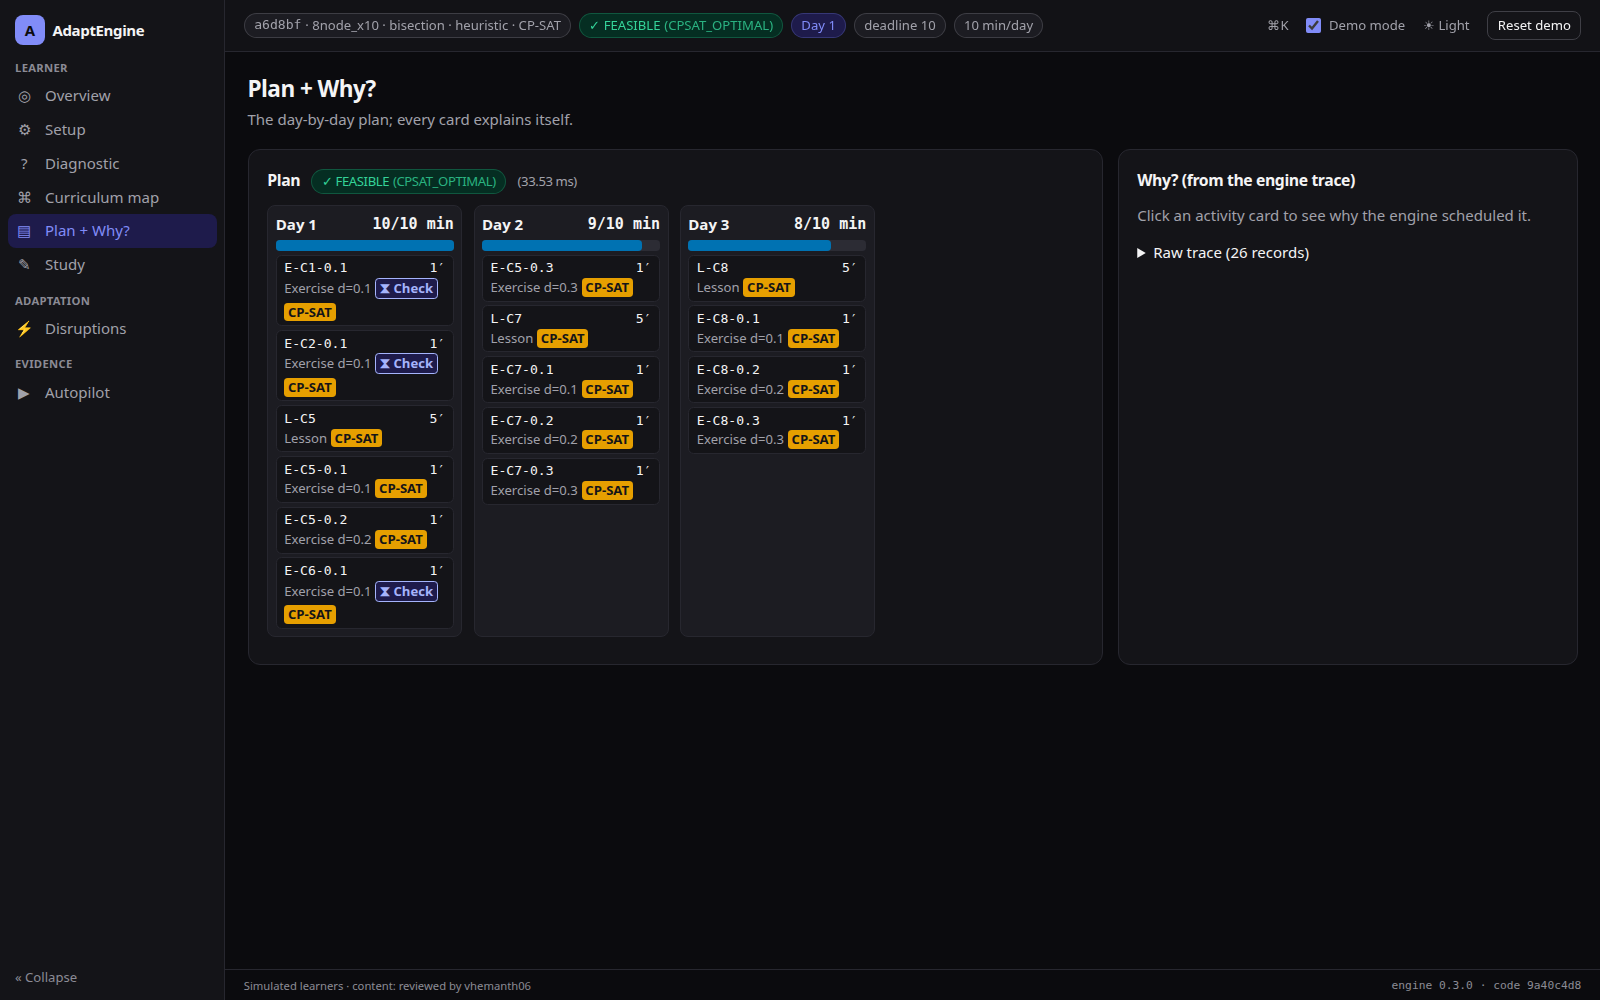 A AdaptEngine
LEARNER
◎ Overview
⚙ Setup
? Diagnostic
⌘ Curriculum map
▤ Plan + Why?
✎ Study
ADAPTATION
⚡ Disruptions
EVIDENCE
▶ Autopilot
« Collapse
a6d8bf · 8node_x10 · bisection · heuristic · CP-SAT ✓ FEASIBLE (CPSAT_OPTIMAL) Day 1 deadline 10 10 min/day ⌘K Demo mode ☀ Light Reset demo
Plan + Why?
The day-by-day plan; every card explains itself.
Plan ✓ FEASIBLE (CPSAT_OPTIMAL) (33.53 ms)
Day 1 10/10 min
E-C1-0.1 1′
Exercise d=0.1 ⧗ Check
CP-SAT
E-C2-0.1 1′
Exercise d=0.1 ⧗ Check
CP-SAT
L-C5 5′
Lesson CP-SAT
E-C5-0.1 1′
Exercise d=0.1 CP-SAT
E-C5-0.2 1′
Exercise d=0.2 CP-SAT
E-C6-0.1 1′
Exercise d=0.1 ⧗ Check
CP-SAT
Day 2 9/10 min
E-C5-0.3 1′
Exercise d=0.3 CP-SAT
L-C7 5′
Lesson CP-SAT
E-C7-0.1 1′
Exercise d=0.1 CP-SAT
E-C7-0.2 1′
Exercise d=0.2 CP-SAT
E-C7-0.3 1′
Exercise d=0.3 CP-SAT
Day 3 8/10 min
L-C8 5′
Lesson CP-SAT
E-C8-0.1 1′
Exercise d=0.1 CP-SAT
E-C8-0.2 1′
Exercise d=0.2 CP-SAT
E-C8-0.3 1′
Exercise d=0.3 CP-SAT
Why? (from the engine trace)
Click an activity card to see why the engine scheduled it.
▶ Raw trace (26 records)
Simulated learners · content: reviewed by vhemanth06
engine 0.3.0 · code 9a40c4d8